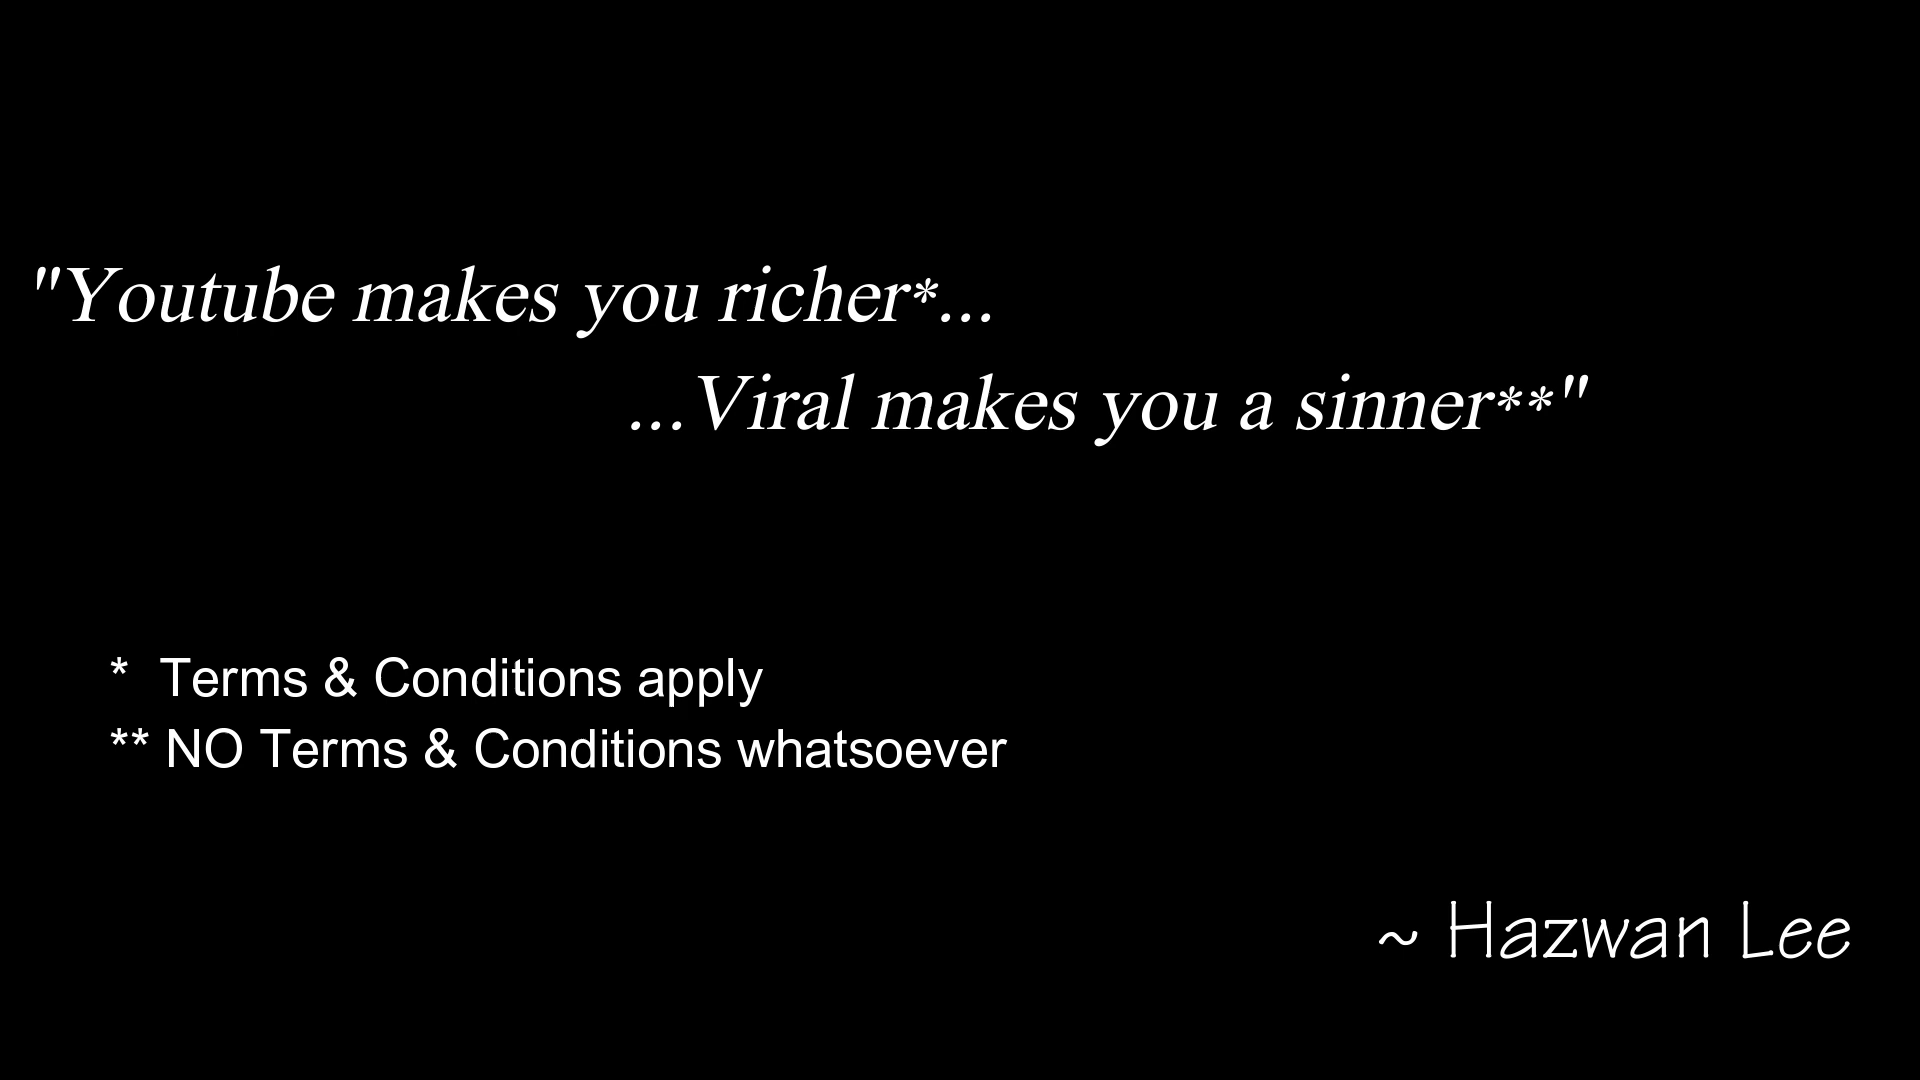 "Youtube makes you richer*...
...Viral makes you a sinner**"
* Terms & Conditions apply
** NO Terms & Conditions whatsoever
~ Hazwan Lee